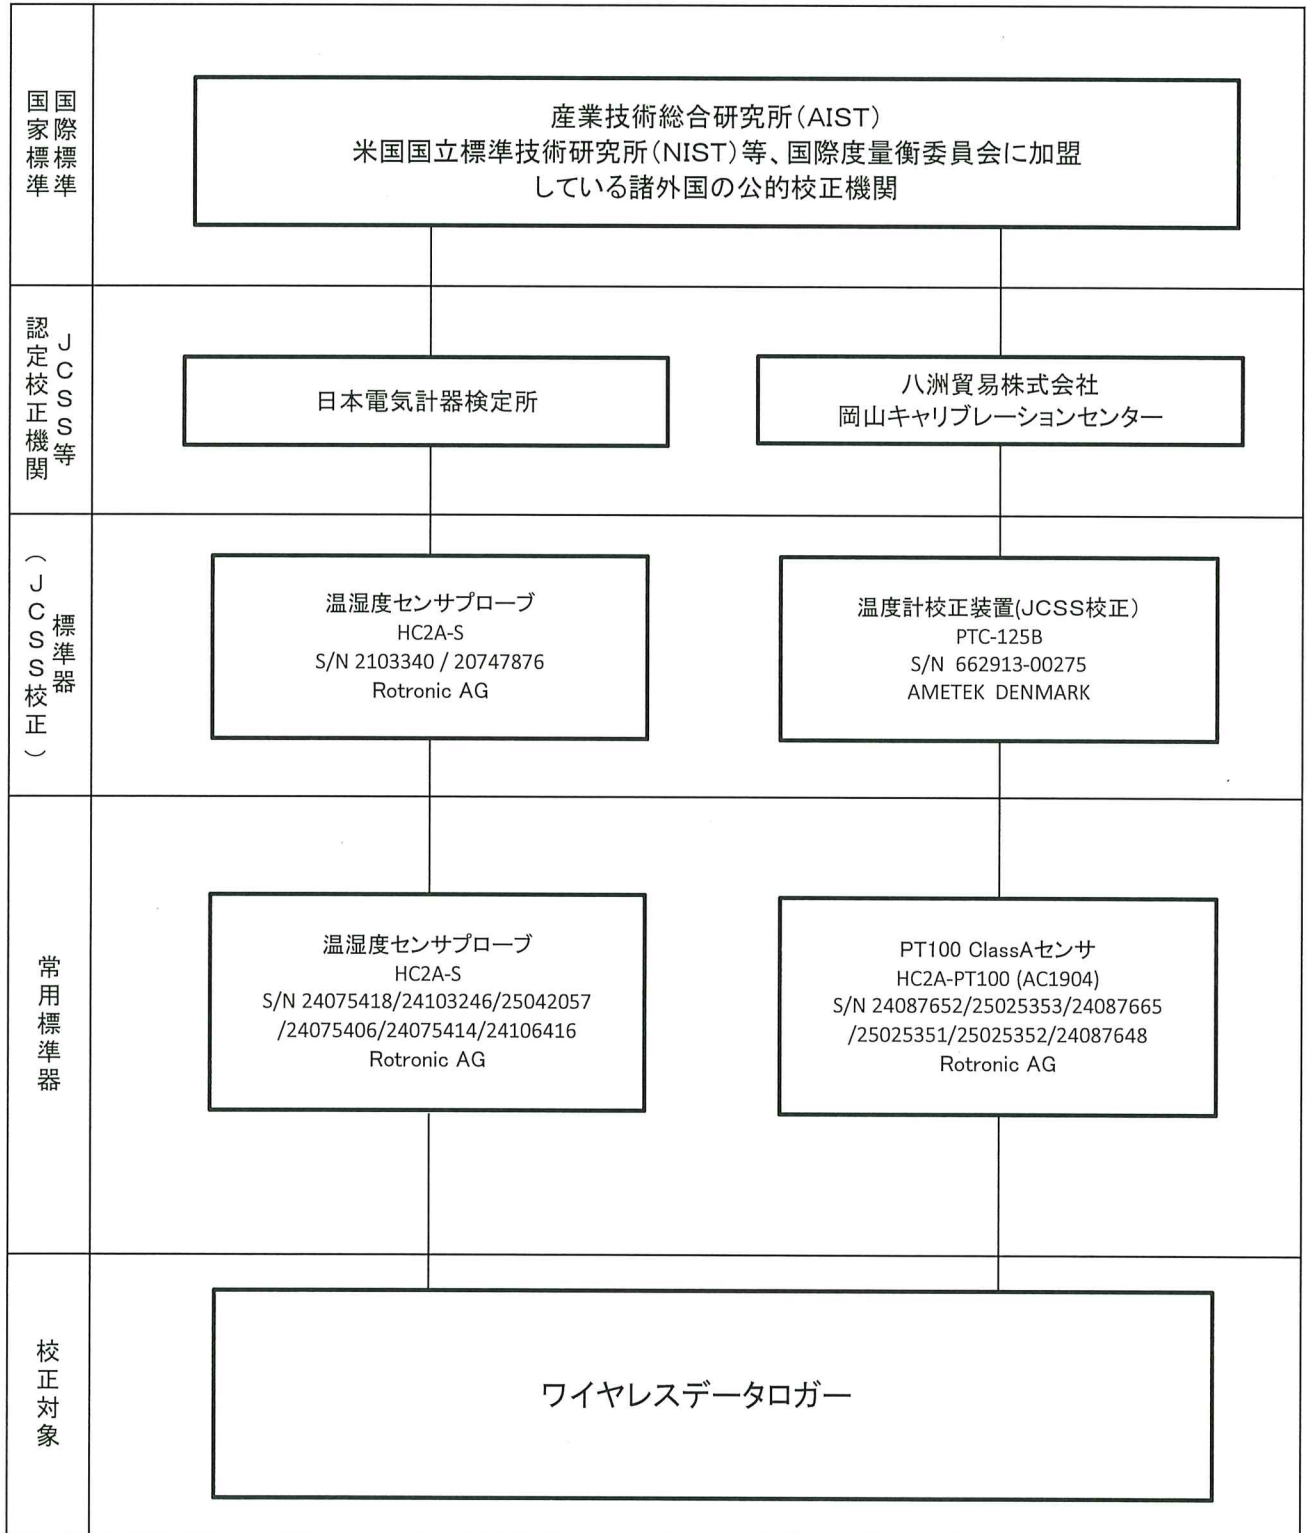 国際標準
国家標準
産業技術総合研究所（AIST）
米国国立標準技術研究所（NIST）等、国際度量衡委員会に加盟
している諸外国の公的校正機関
JCSS等
認定校正機関
日本電気計器検定所
八洲貿易株式会社
岡山キャリブレーションセンター
標準器
（JCSS校正）
温湿度センサプローブ
HC2A-S
S/N 2103340 / 20747876
Rotronic AG
温度計校正装置(JCSS校正）
PTC-125B
S/N 662913-00275
AMETEK DENMARK
常用標準器
温湿度センサプローブ
HC2A-S
S/N 24075418/24103246/25042057
/24075406/24075414/24106416
Rotronic AG
PT100 ClassAセンサ
HC2A-PT100 (AC1904)
S/N 24087652/25025353/24087665
/25025351/25025352/24087648
Rotronic AG
校正対象
ワイヤレスデータロガー